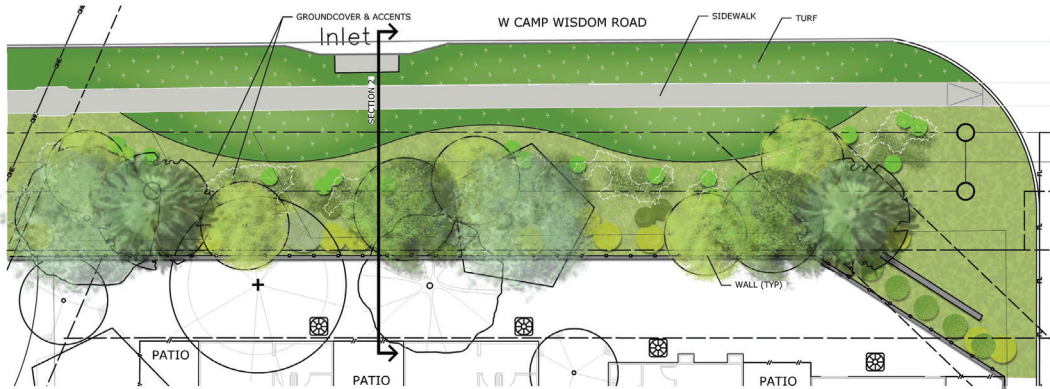 GROUNDCOVER & ACCENTS
W CAMP WISDOM ROAD
SIDEWALK
TURF
Inlet
SECTION 2
WALL (TYP)
PATIO
PATIO
PATIO